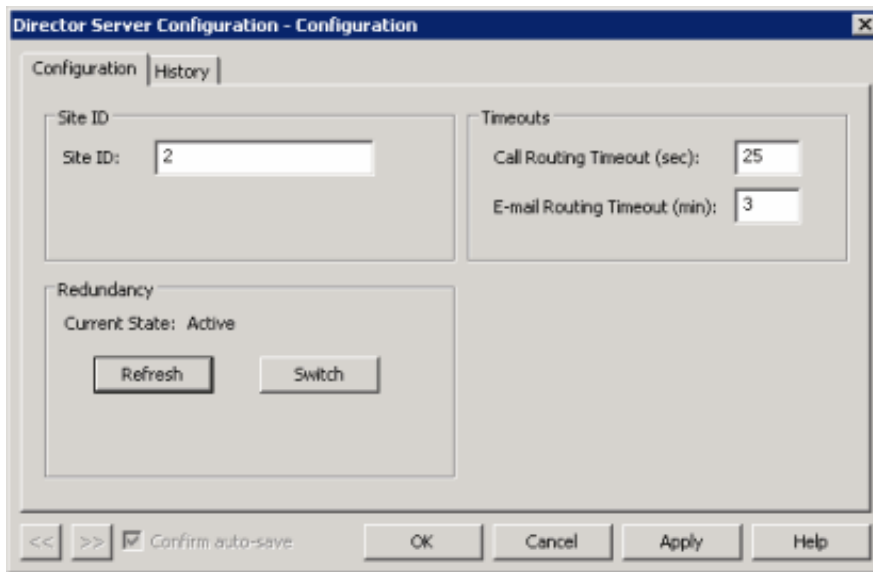 Director Server Configuration - Configuration
Configuration
History
Site ID
Site ID: 2
Timeouts
Call Routing Timeout (sec): 25
E-mail Routing Timeout (min): 3
Redundancy
Current State: Active
Refresh Switch
<< >> Confirm auto-save OK Cancel Apply Help